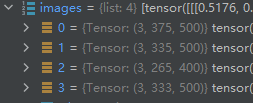 images = {list: 4} [tensor([[[0.5176, 0.
0 = {Tensor: (3, 375, 500)} tensor(
1 = {Tensor: (3, 335, 500)} tensor(
2 = {Tensor: (3, 265, 400)} tensor(
3 = {Tensor: (3, 333, 500)} tensor(